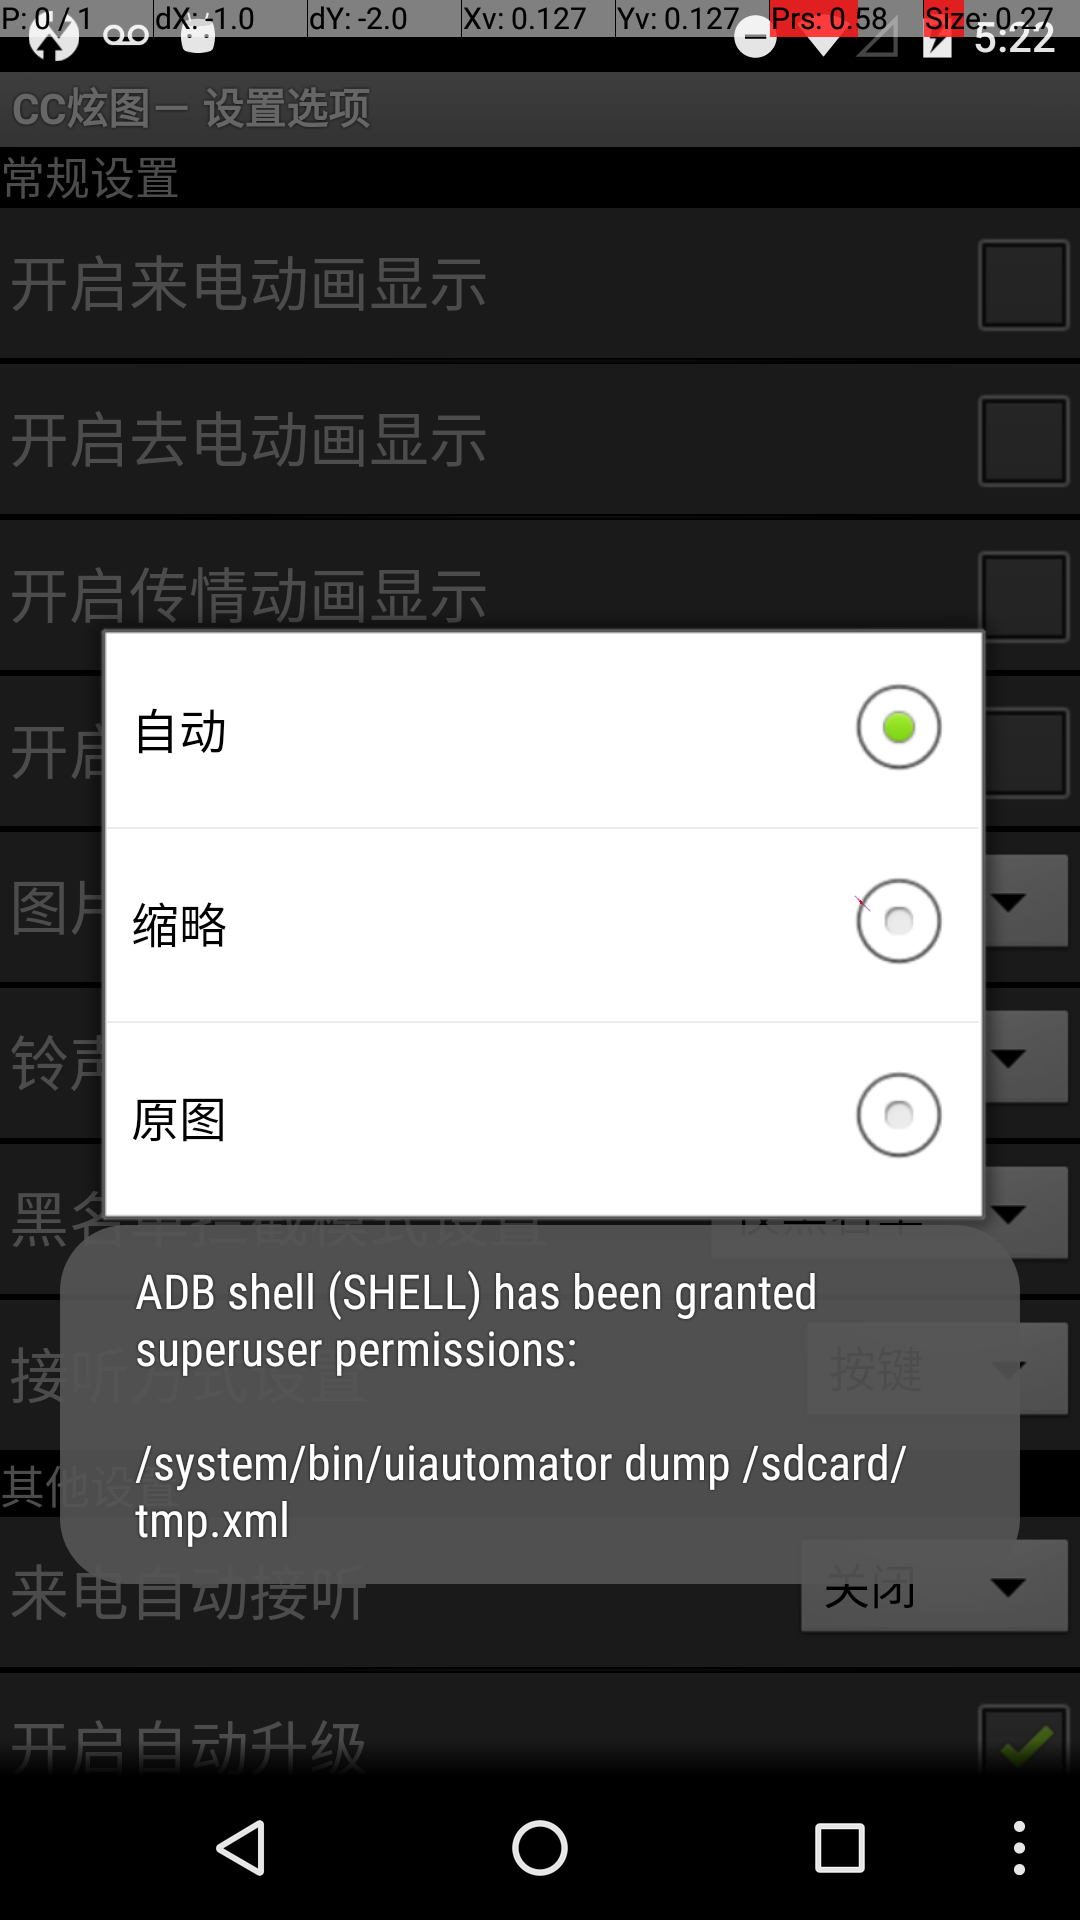 P: 0 / 1 dX: -1.0 dY: -2.0 Xv: 0.127 Yv: 0.127 Prs: 0.58 Size: 0.27
5:22
CC炫图－ 设置选项
常规设置
开启来电动画显示
开启去电动画显示
开启传情动画显示
开启
自动
图片
缩略
铃声
原图
黑名单拦截模式设置
ADB shell (SHELL) has been granted
superuser permissions:
接听方式设置 按键
/system/bin/uiautomator dump /sdcard/
其他设置
tmp.xml
来电自动接听 关闭
开启自动升级